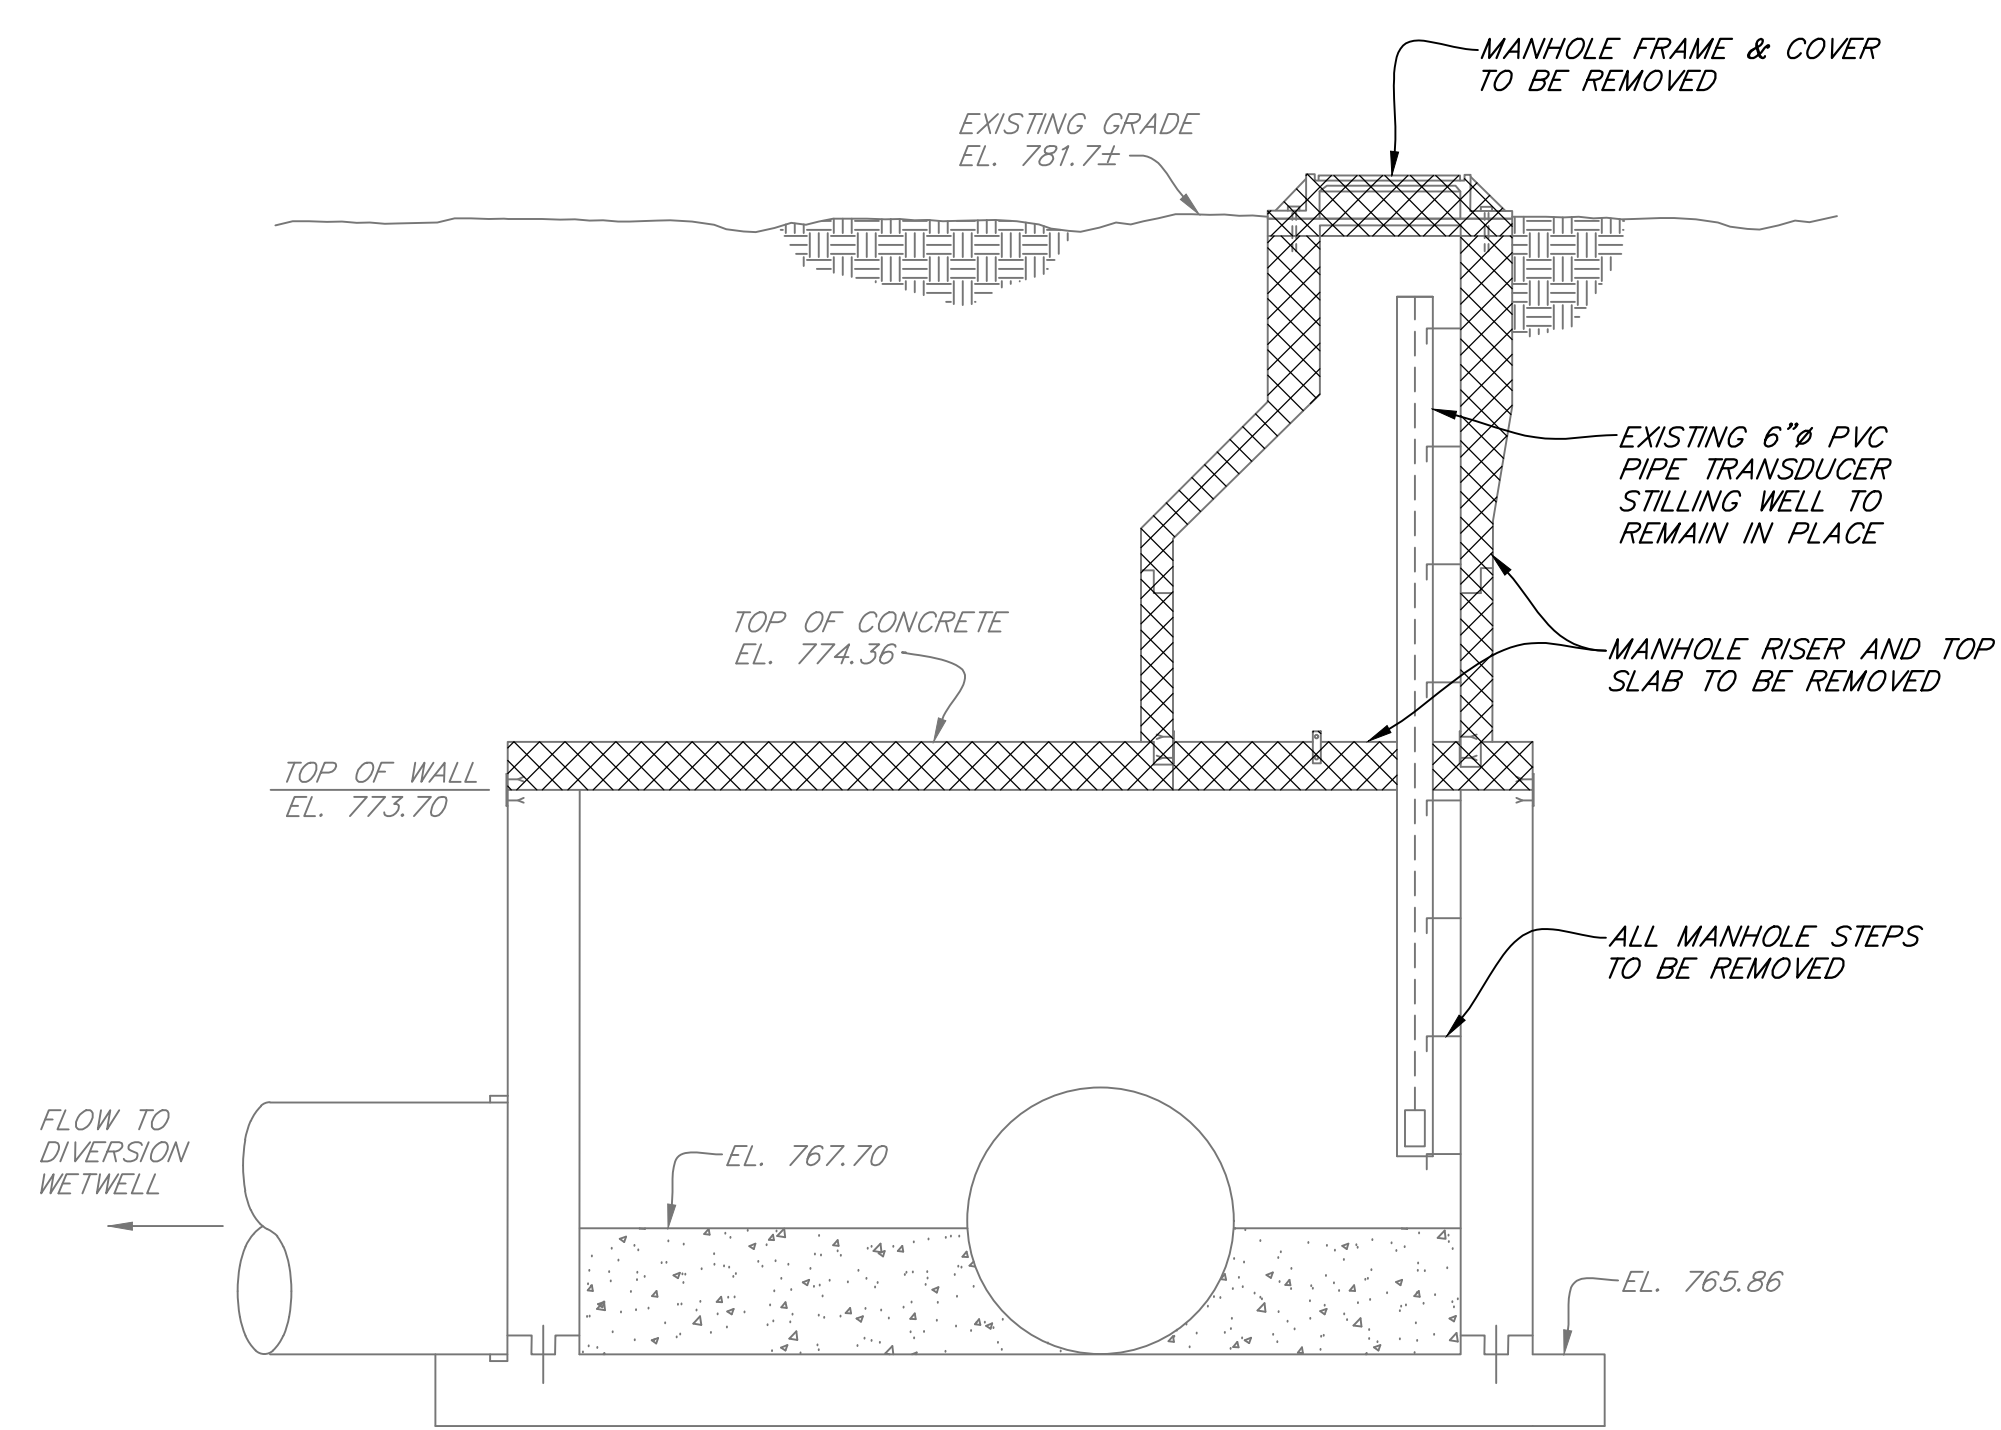 MANHOLE FRAME & COVER
TO BE REMOVED
EXISTING GRADE
EL. 781.7±
EXISTING 6"ø PVC
PIPE TRANSDUCER
STILLING WELL TO
REMAIN IN PLACE
TOP OF CONCRETE
EL. 774.36
MANHOLE RISER AND TOP
SLAB TO BE REMOVED
TOP OF WALL
EL. 773.70
ALL MANHOLE STEPS
TO BE REMOVED
FLOW TO
DIVERSION
WETWELL
EL. 767.70
EL. 765.86